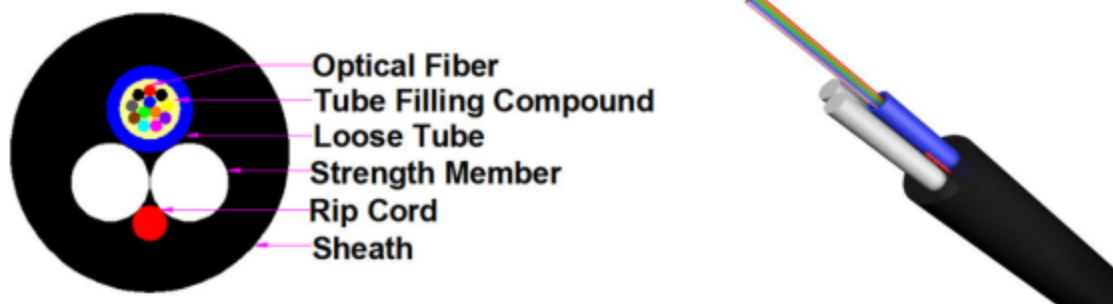 Optical Fiber
Tube Filling Compound
Loose Tube
Strength Member
Rip Cord
Sheath